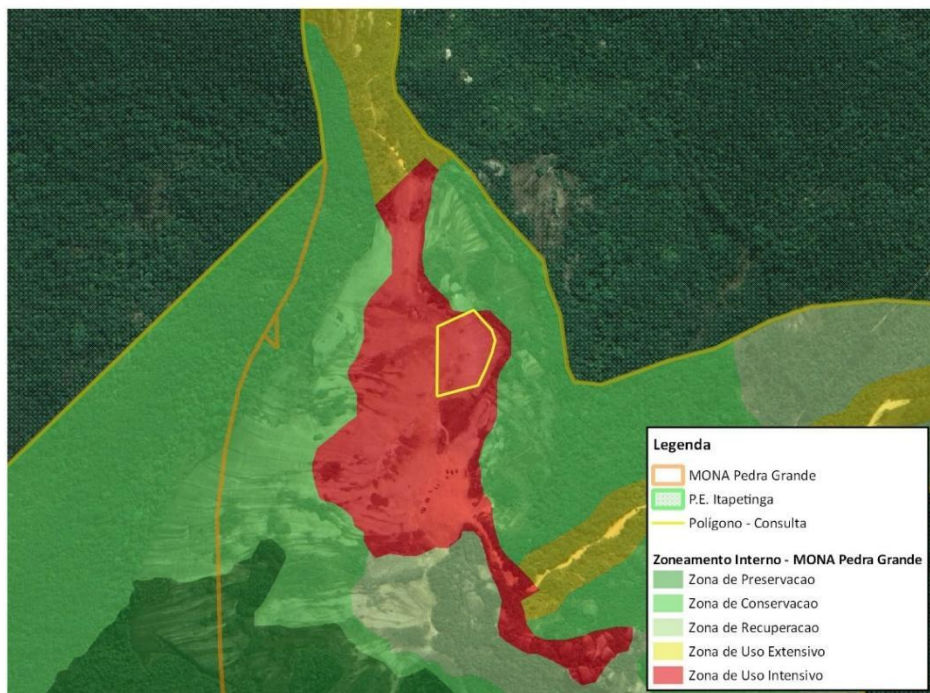 Legenda
MONA Pedra Grande
P.E. Itapetinga
Polígono - Consulta
Zoneamento Interno - MONA Pedra Grande
Zona de Preservacao
Zona de Conservacao
Zona de Recuperacao
Zona de Uso Extensivo
Zona de Uso Intensivo